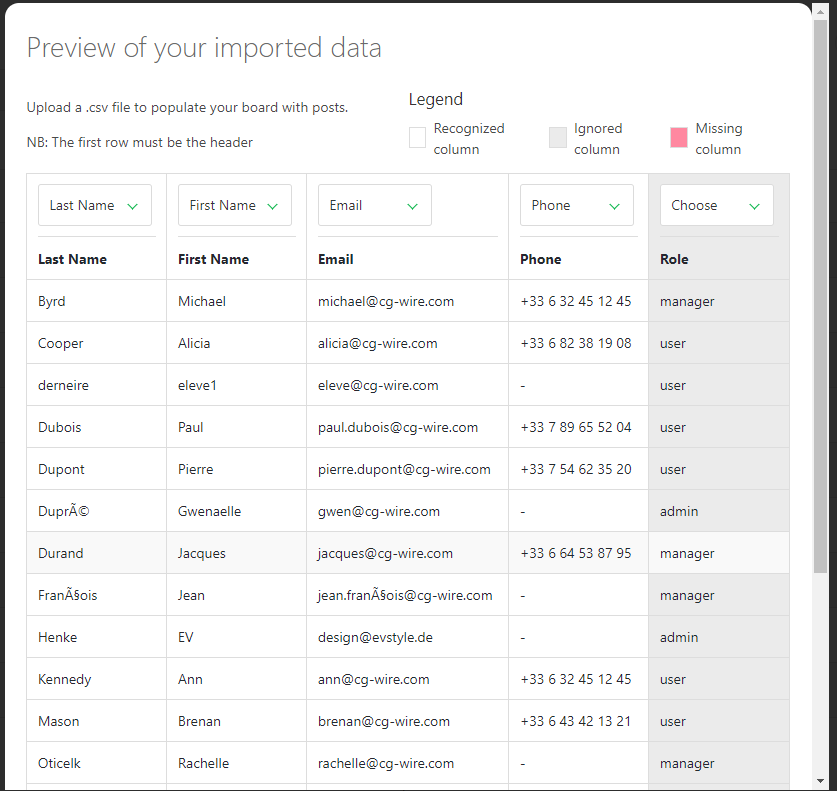 Preview of your imported data
Upload a .csv file to populate your board with posts.
NB: The first row must be the header
Legend
Recognized column
Ignored column
Missing column
Last Name First Name Email Phone Choose
Last Name First Name Email Phone Role
Byrd Michael michael@cg-wire.com +33 6 32 45 12 45 manager
Cooper Alicia alicia@cg-wire.com +33 6 82 38 19 08 user
derneire eleve1 eleve@cg-wire.com - user
Dubois Paul paul.dubois@cg-wire.com +33 7 89 65 52 04 user
Dupont Pierre pierre.dupont@cg-wire.com +33 7 54 62 35 20 user
DuprÃ© Gwenaelle gwen@cg-wire.com - admin
Durand Jacques jacques@cg-wire.com +33 6 64 53 87 95 manager
FranÃ§ois Jean jean.franÃ§ois@cg-wire.com - manager
Henke EV design@evstyle.de - admin
Kennedy Ann ann@cg-wire.com +33 6 32 45 12 45 user
Mason Brenan brenan@cg-wire.com +33 6 43 42 13 21 user
Oticelk Rachelle rachelle@cg-wire.com - manager